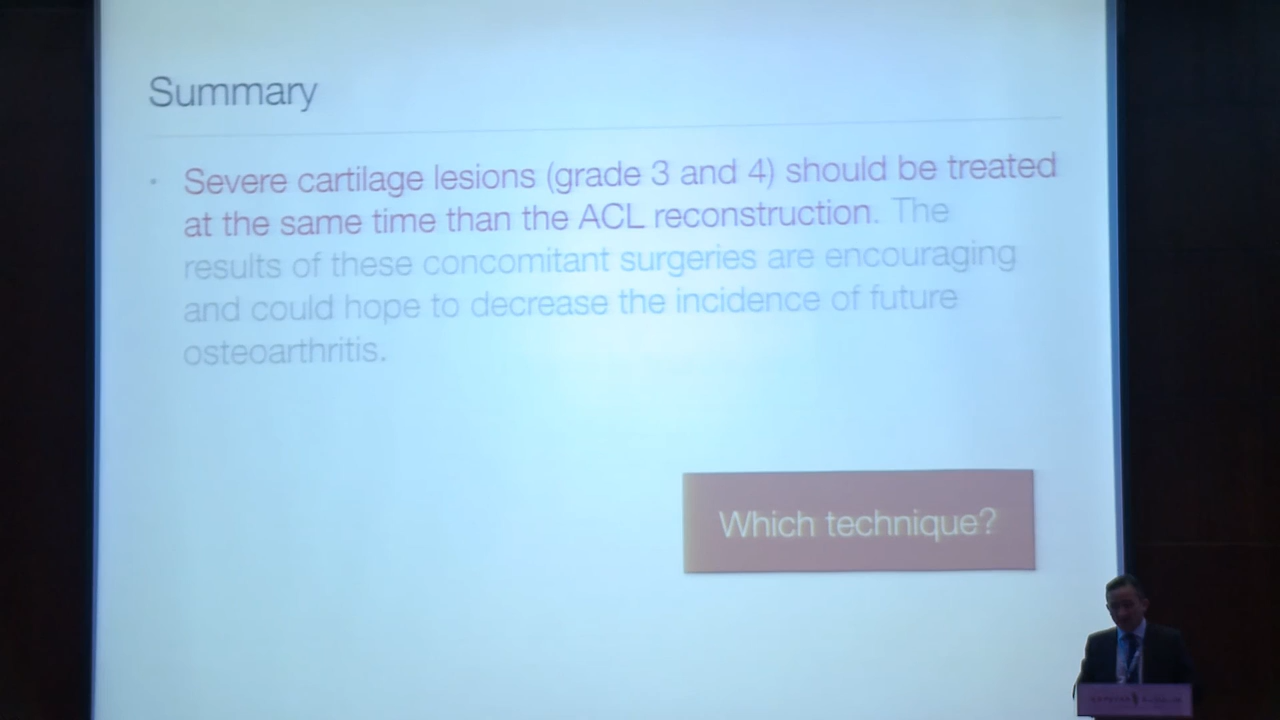 Summary
• Severe cartilage lesions (grade 3 and 4) should be treated
at the same time than the ACL reconstruction. The
results of these concomitant surgeries are encouraging
and could hope to decrease the incidence of future
osteoarthritis.
Which technique?